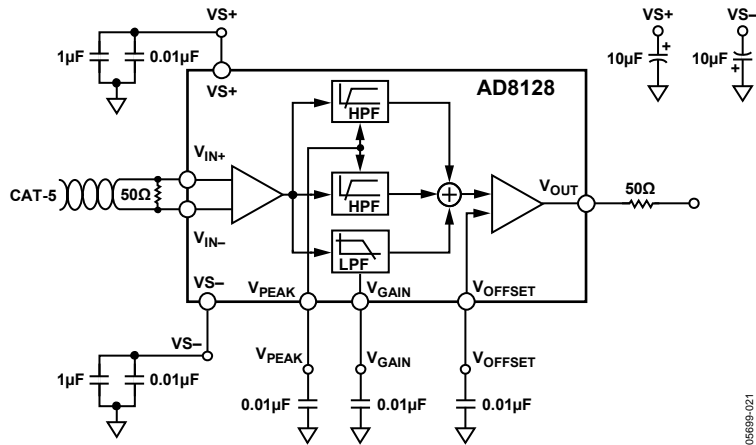 VS+
VS+
VS–
1µF
0.01µF
10µF
+
10µF
+
VS+
AD8128
HPF
VIN+
CAT-5
50Ω
HPF
VOUT
50Ω
VIN–
LPF
VS–
VPEAK
VGAIN
VOFFSET
VS–
VPEAK
VGAIN
VOFFSET
1µF
0.01µF
0.01µF
0.01µF
0.01µF
05699-021